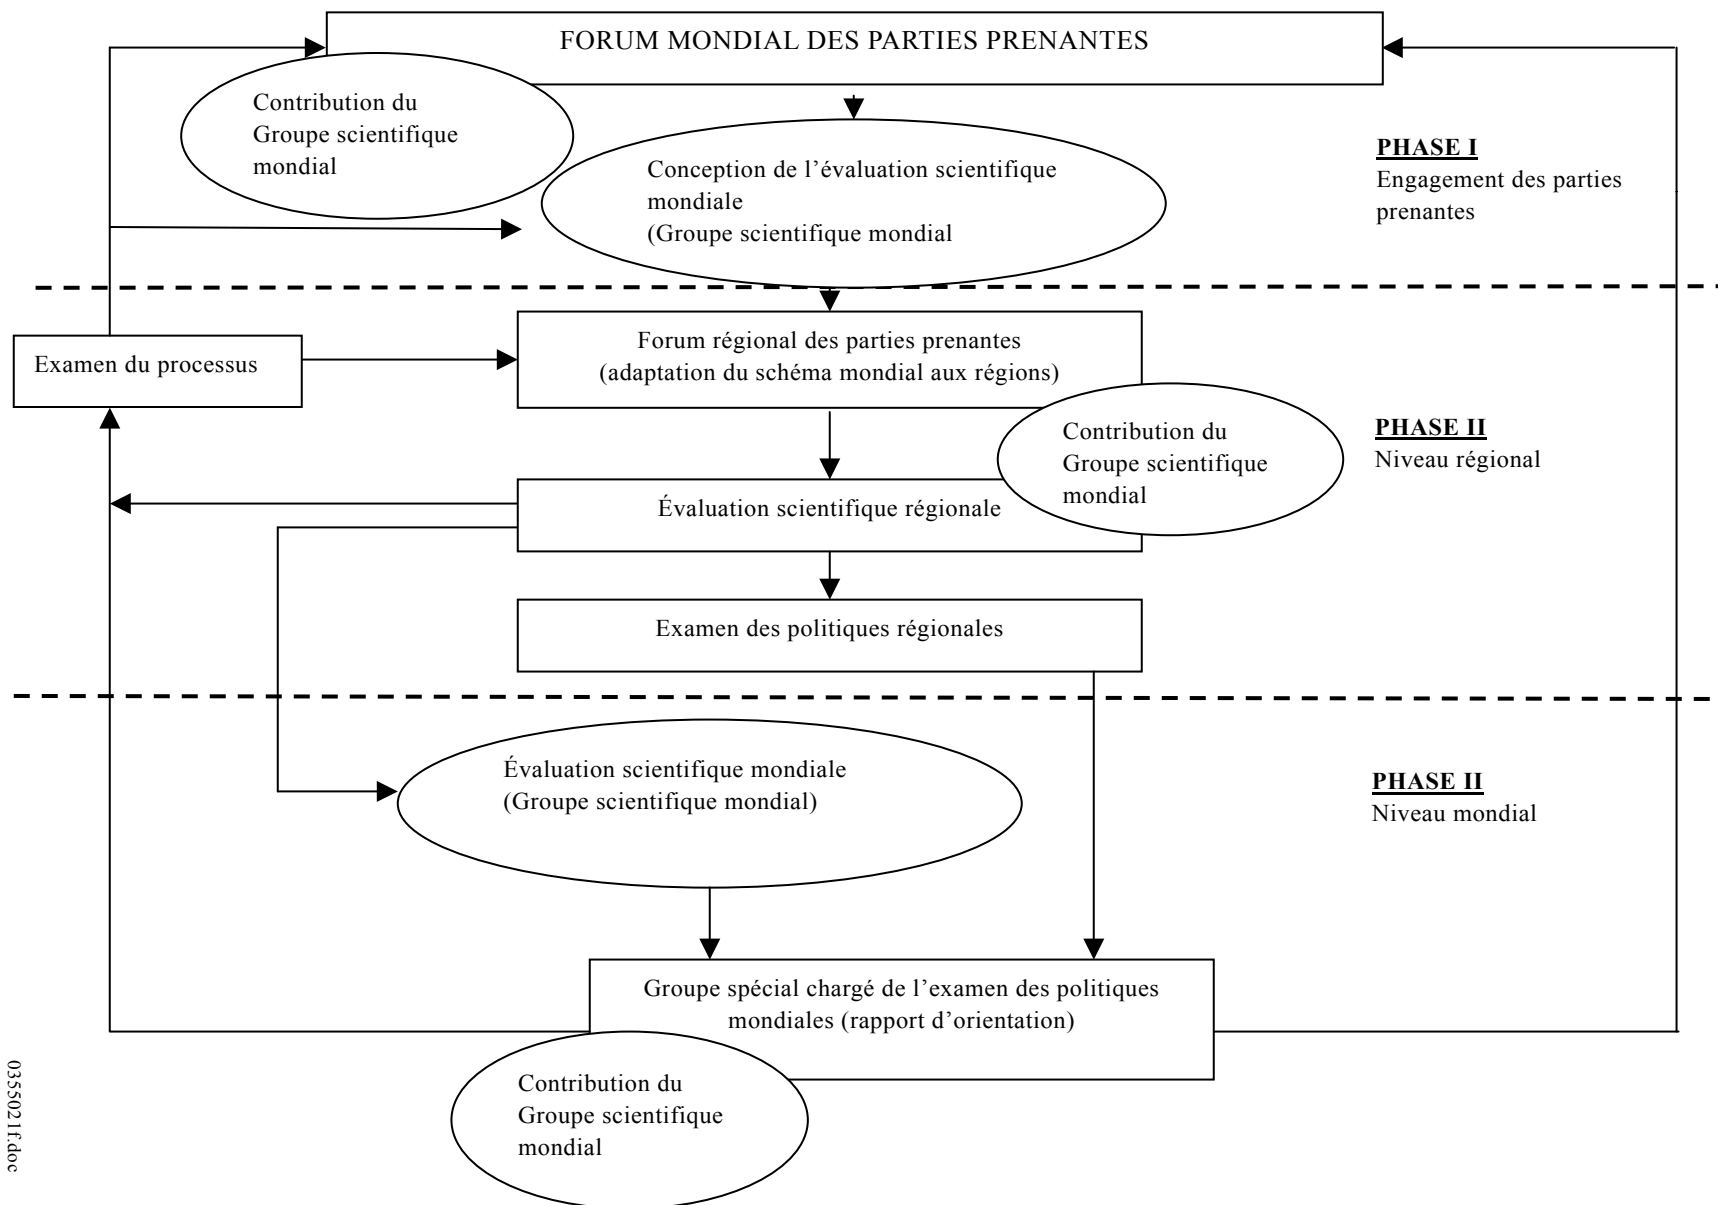 FORUM MONDIAL DES PARTIES PRENANTES
Contribution du
Groupe scientifique
mondial
Conception de l’évaluation scientifique
mondiale
(Groupe scientifique mondial
PHASE I
Engagement des parties
prenantes
Examen du processus
Forum régional des parties prenantes
(adaptation du schéma mondial aux régions)
Contribution du
Groupe scientifique
mondial
PHASE II
Niveau régional
Évaluation scientifique régionale
Examen des politiques régionales
Évaluation scientifique mondiale
(Groupe scientifique mondial)
PHASE II
Niveau mondial
Groupe spécial chargé de l’examen des politiques
mondiales (rapport d’orientation)
Contribution du
Groupe scientifique
mondial
0355021f.doc